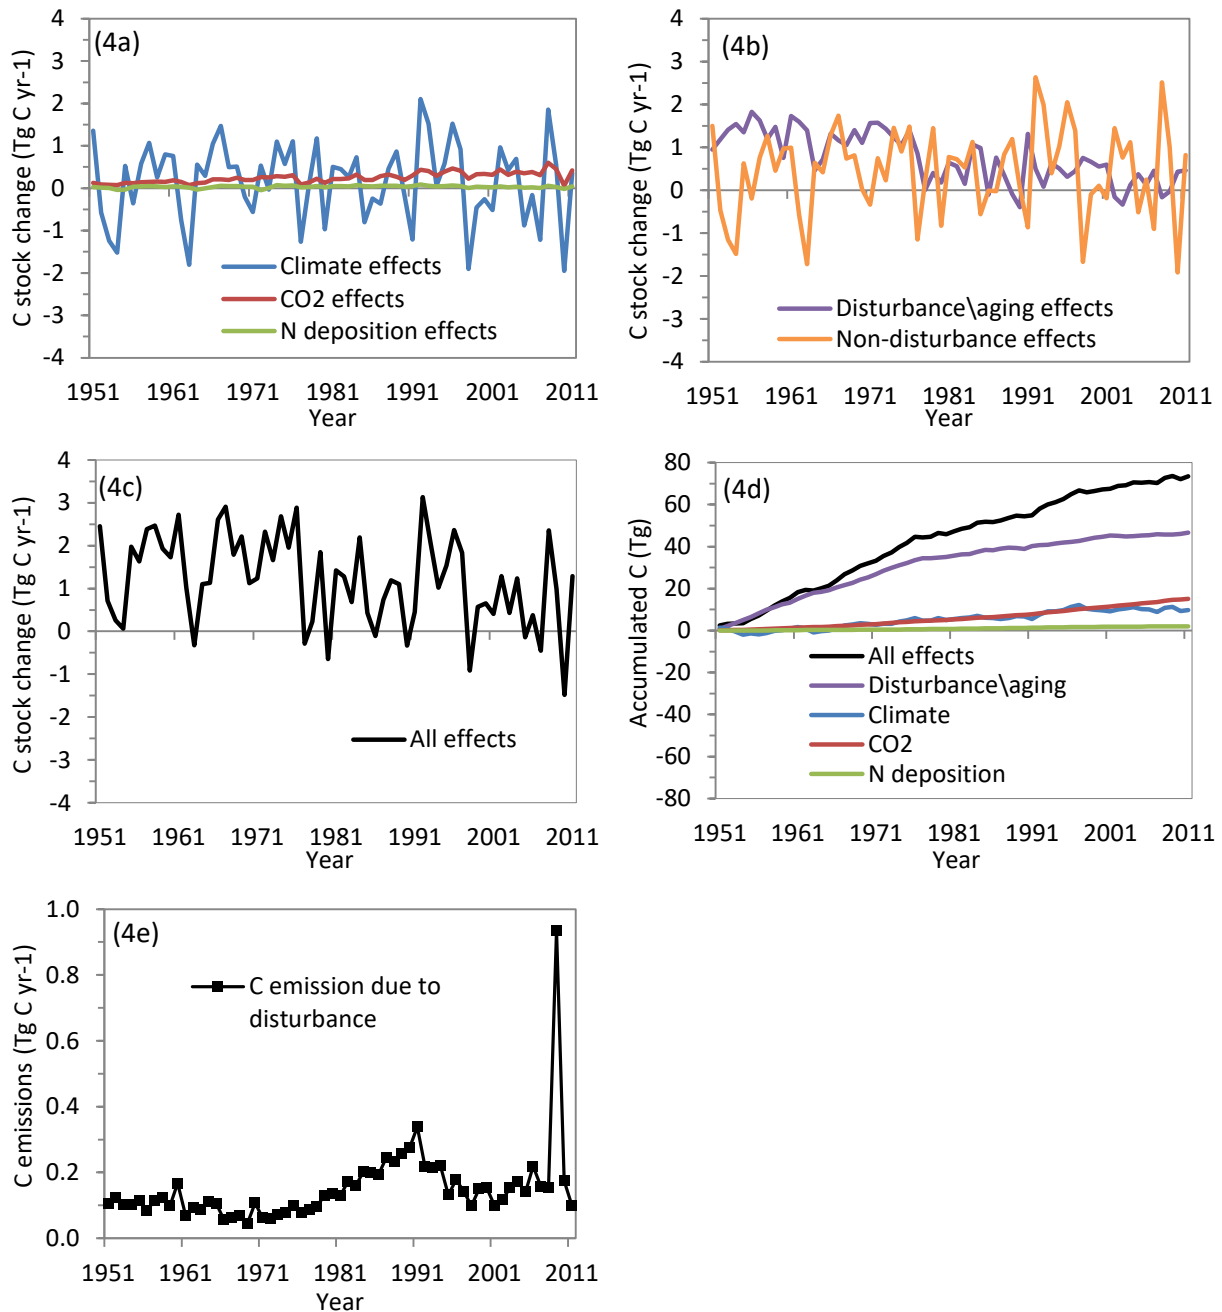 (4a)
C stock change (Tg C yr-1)
4
3
2
1
0
-1
-2
-3
-4
Climate effects
CO2 effects
N deposition effects
1951 1961 1971 1981 1991 2001 2011
Year
(4b)
C stock change (Tg C yr-1)
4
3
2
1
0
-1
-2
-3
-4
Disturbance\aging effects
Non-disturbance effects
1951 1961 1971 1981 1991 2001 2011
Year
(4c)
C stock change (Tg C yr-1)
4
3
2
1
0
-1
-2
-3
-4
All effects
1951 1961 1971 1981 1991 2001 2011
Year
(4d)
Accumulated C (Tg)
80
60
40
20
0
-20
-40
-60
-80
All effects
Disturbance\aging
Climate
CO2
N deposition
1951 1961 1971 1981 1991 2001 2011
Year
(4e)
C emissions (Tg C yr-1)
1.0
0.8
0.6
0.4
0.2
0.0
C emission due to
disturbance
1951 1961 1971 1981 1991 2001 2011
Year